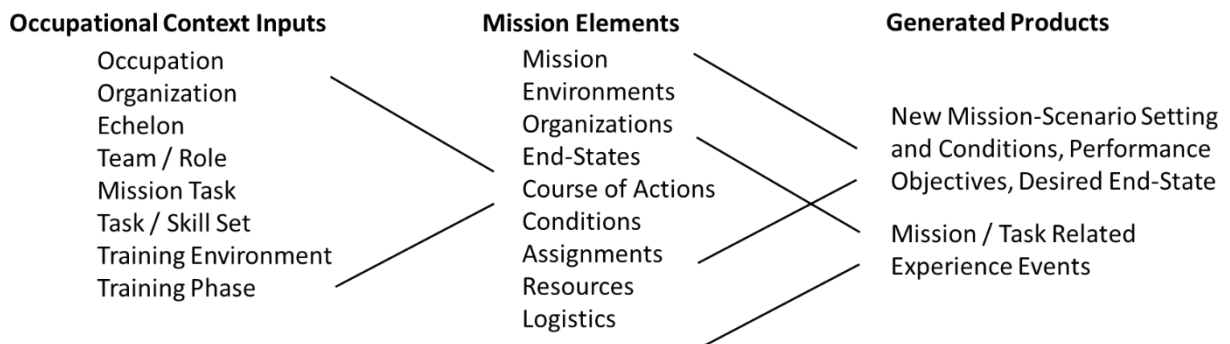 Occupational Context Inputs
Occupation
Organization
Echelon
Team / Role
Mission Task
Task / Skill Set
Training Environment
Training Phase
Mission Elements
Mission
Environments
Organizations
End-States
Course of Actions
Conditions
Assignments
Resources
Logistics
Generated Products
New Mission-Scenario Setting
and Conditions, Performance
Objectives, Desired End-State
Mission / Task Related
Experience Events